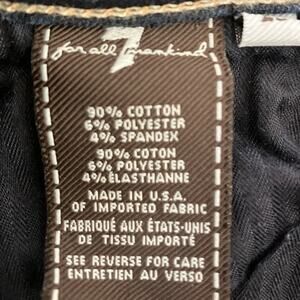 7
for all mankind
90% COTTON
6% POLYESTER
4% SPANDEX
90% COTON
6% POLYESTER
4% ÉLASTHANNE
MADE IN U.S.A.
OF IMPORTED FABRIC
FABRIQUÉ AUX ÉTATS-UNIS
DE TISSU IMPORTÉ
SEE REVERSE FOR CARE
ENTRETIEN AU VERSO